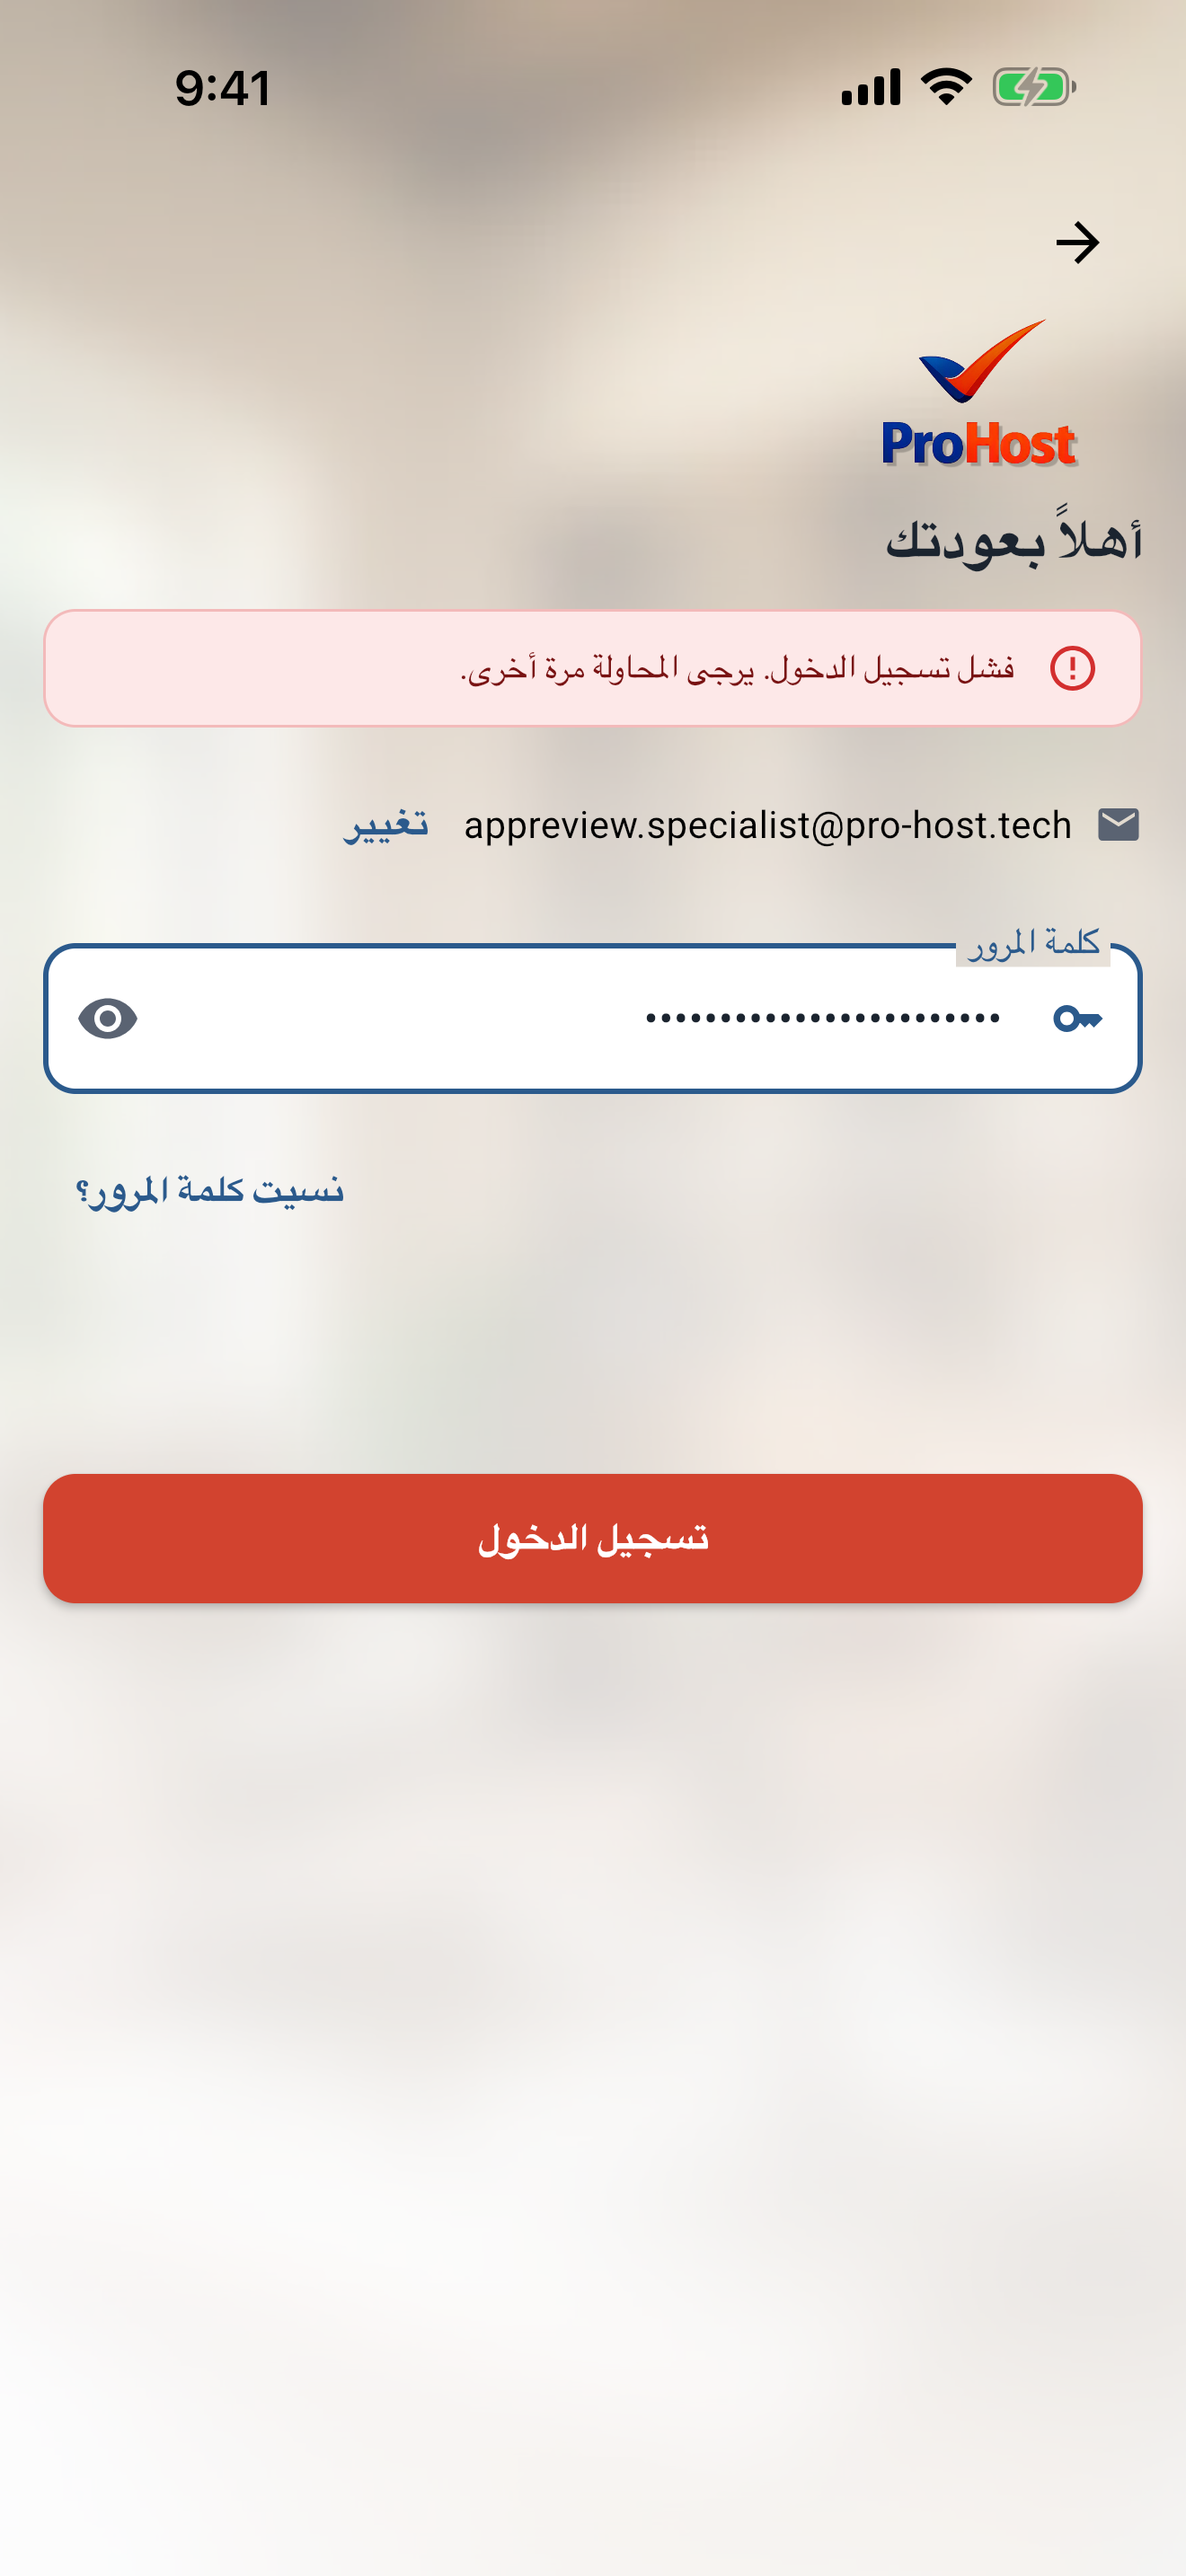 9:41
ProHost
أهلاً بعودتك
فشل تسجيل الدخول. يرجى المحاولة مرة أخرى.
appreview.specialist@pro-host.tech تغيير
كلمة المرور
نسيت كلمة المرور؟
تسجيل الدخول